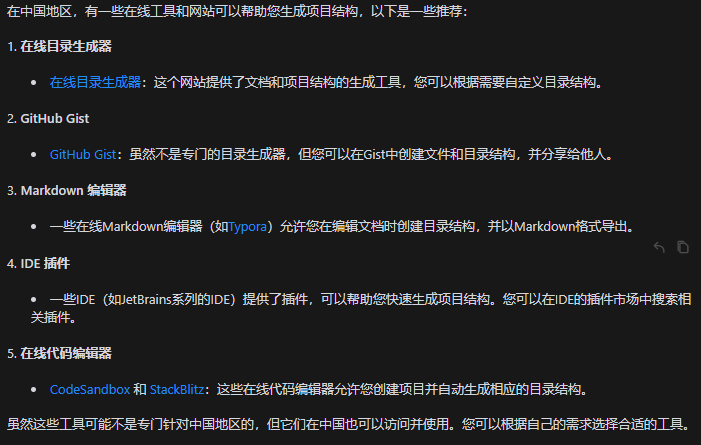 在中国地区，有一些在线工具和网站可以帮助您生成项目结构，以下是一些推荐：
1. 在线目录生成器
• 在线目录生成器：这个网站提供了文档和项目结构的生成工具，您可以根据需要自定义目录结构。
2. GitHub Gist
• GitHub Gist：虽然不是专门的目录生成器，但您可以在Gist中创建文件和目录结构，并分享给他人。
3. Markdown 编辑器
• 一些在线Markdown编辑器（如Typora）允许您在编辑文档时创建目录结构，并以Markdown格式导出。
4. IDE 插件
• 一些IDE（如JetBrains系列的IDE）提供了插件，可以帮助您快速生成项目结构。您可以在IDE的插件市场中搜索相
关插件。
5. 在线代码编辑器
• CodeSandbox 和 StackBlitz：这些在线代码编辑器允许您创建项目并自动生成相应的目录结构。
虽然这些工具可能不是专门针对中国地区的，但它们在中国也可以访问并使用。您可以根据自己的需求选择合适的工具。